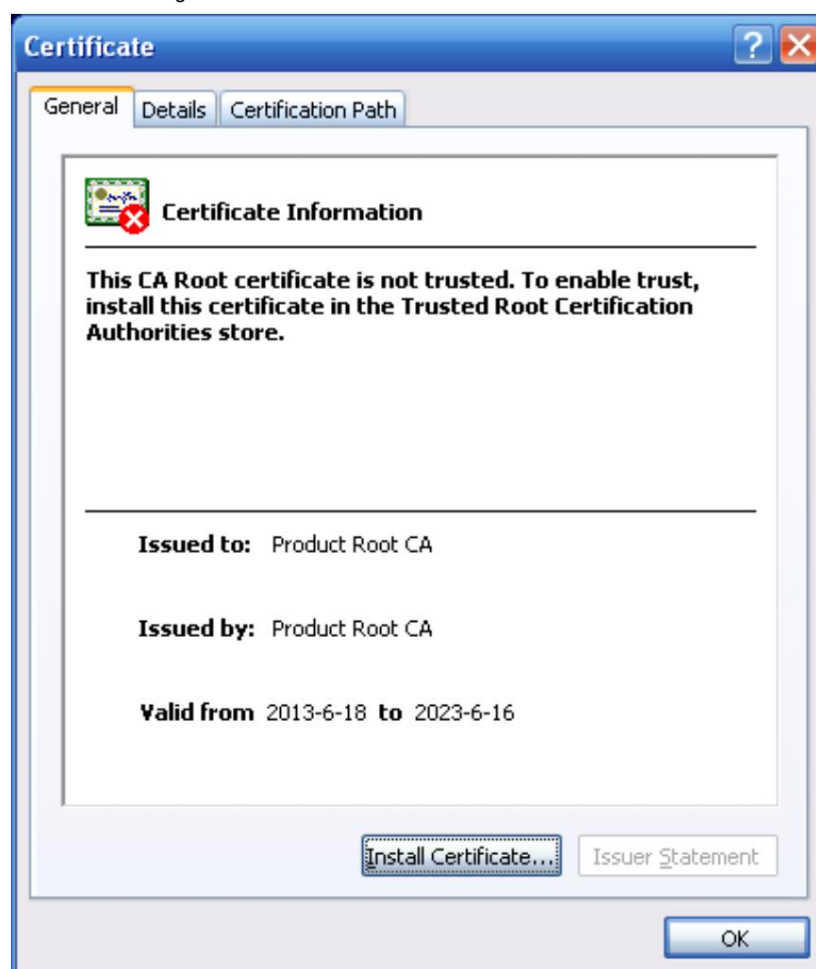 Certificate
General Details Certification Path
Certificate Information
This CA Root certificate is not trusted. To enable trust,
install this certificate in the Trusted Root Certification
Authorities store.
Issued to: Product Root CA
Issued by: Product Root CA
Valid from 2013-6-18 to 2023-6-16
Install Certificate... Issuer Statement
OK